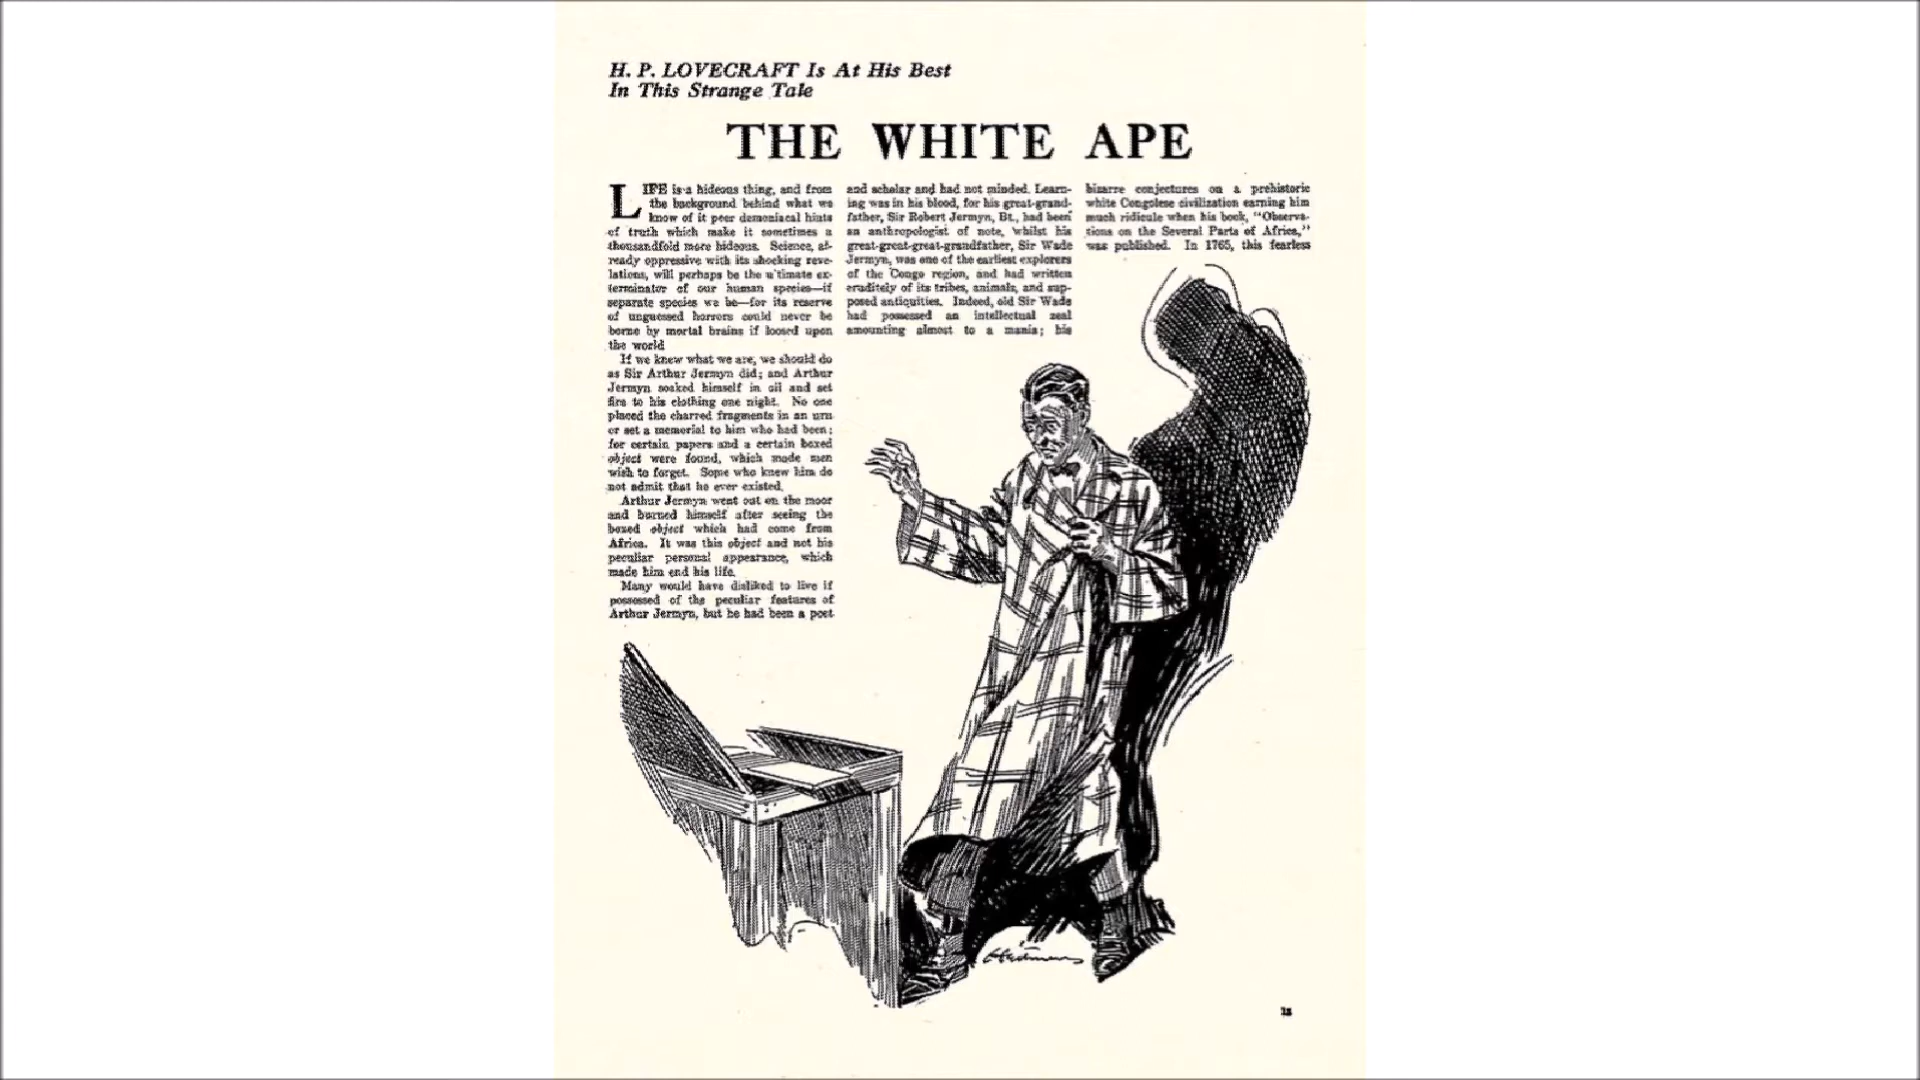 H. P. LOVECRAFT Is At His Best
In This Strange Tale
THE WHITE APE
LIFE is a hideous thing, and from
the background behind what we
know of it peer demoniacal hints
of truth which make it sometimes a
thousandfold more hideous. Science, al-
ready oppressive with its shocking reve-
lations, will perhaps be the ultimate ex-
terminator of our human species—if
separate species we be—for its reserve
of unguessed horrors could never be
borne by mortal brains if loosed upon
the world
If we knew what we are, we should do
as Sir Arthur Jermyn did; and Arthur
Jermyn soaked himself in oil and set
fire to his clothing one night. No one
placed the charred fragments in an urn
or set a memorial to him who had been;
for certain papers and a certain boxed
object were found, which made men
wish to forget. Some who knew him do
not admit that he ever existed.
Arthur Jermyn went out on the moor
and burned himself after seeing the
boxed object which had come from
Africa. It was this object and not his
peculiar personal appearance, which
made him end his life.
Many would have disliked to live if
possessed of the peculiar features of
Arthur Jermyn, but he had been a poet
and scholar and had not minded. Learn-
ing was in his blood, for his great-grand-
father, Sir Robert Jermyn, Bt., had been
an anthropologist of note, whilst his
great-great-great-grandfather, Sir Wade
Jermyn, was one of the earliest explorers
of the Congo region, and had written
eruditely of its tribes, animals, and sup-
posed antiquities. Indeed, old Sir Wade
had possessed an intellectual zeal
amounting almost to a mania; his
bizarre conjectures on a prehistoric
white Congolese civilization earning him
much ridicule when his book, "Observa-
tions on the Several Parts of Africa,"
was published. In 1765, this fearless